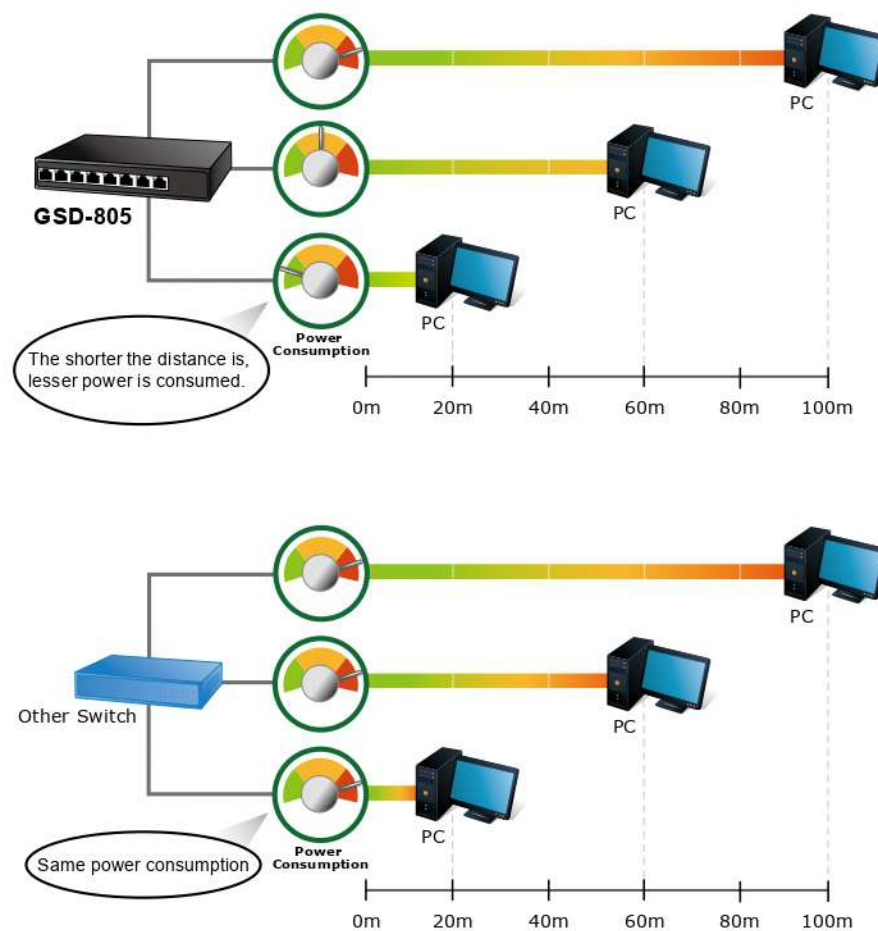 PC
PC
GSD-805
PC
Power
Consumption
The shorter the distance is,
lesser power is consumed.
0m 20m 40m 60m 80m 100m
PC
PC
Other Switch
PC
Power
Consumption
Same power consumption
0m 20m 40m 60m 80m 100m